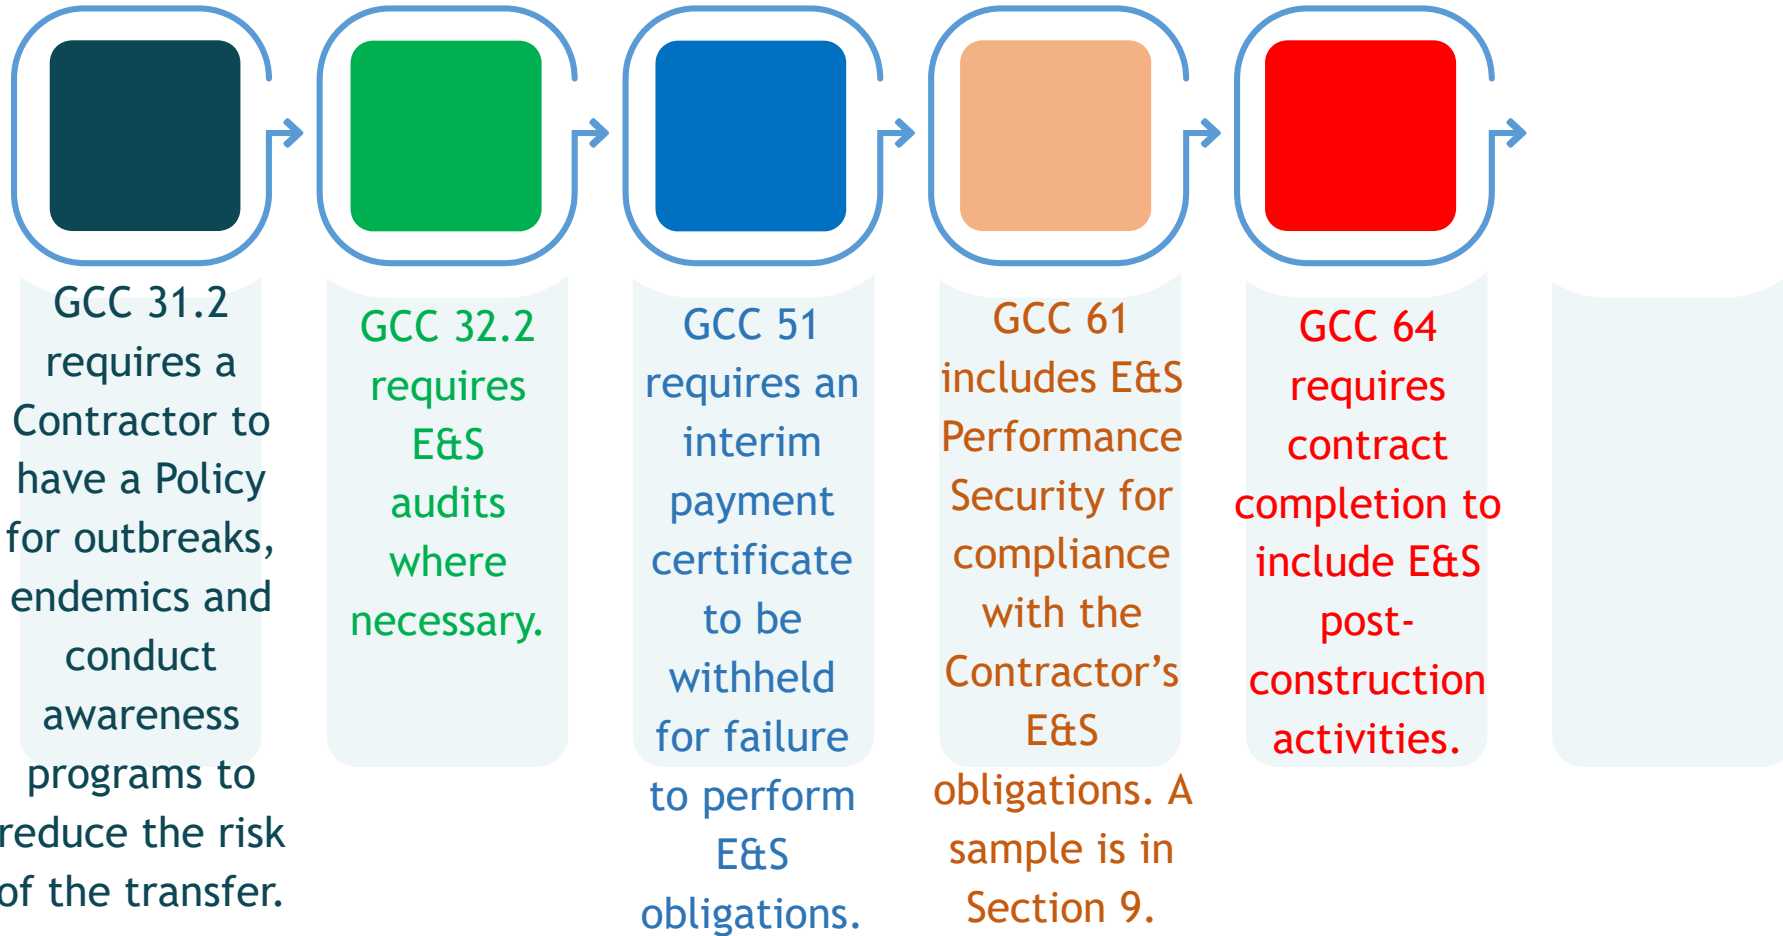 GCC 31.2
requires a
Contractor to
have a Policy
for outbreaks,
endemics and
conduct
awareness
programs to
reduce the risk
of the transfer.
GCC 32.2
requires
E&S
audits
where
necessary.
GCC 51
requires an
interim
payment
certificate
to be
withheld
for failure
to perform
E&S
obligations.
GCC 61
includes E&S
Performance
Security for
compliance
with the
Contractor’s
E&S
obligations. A
sample is in
Section 9.
GCC 64
requires
contract
completion to
include E&S
post-
construction
activities.